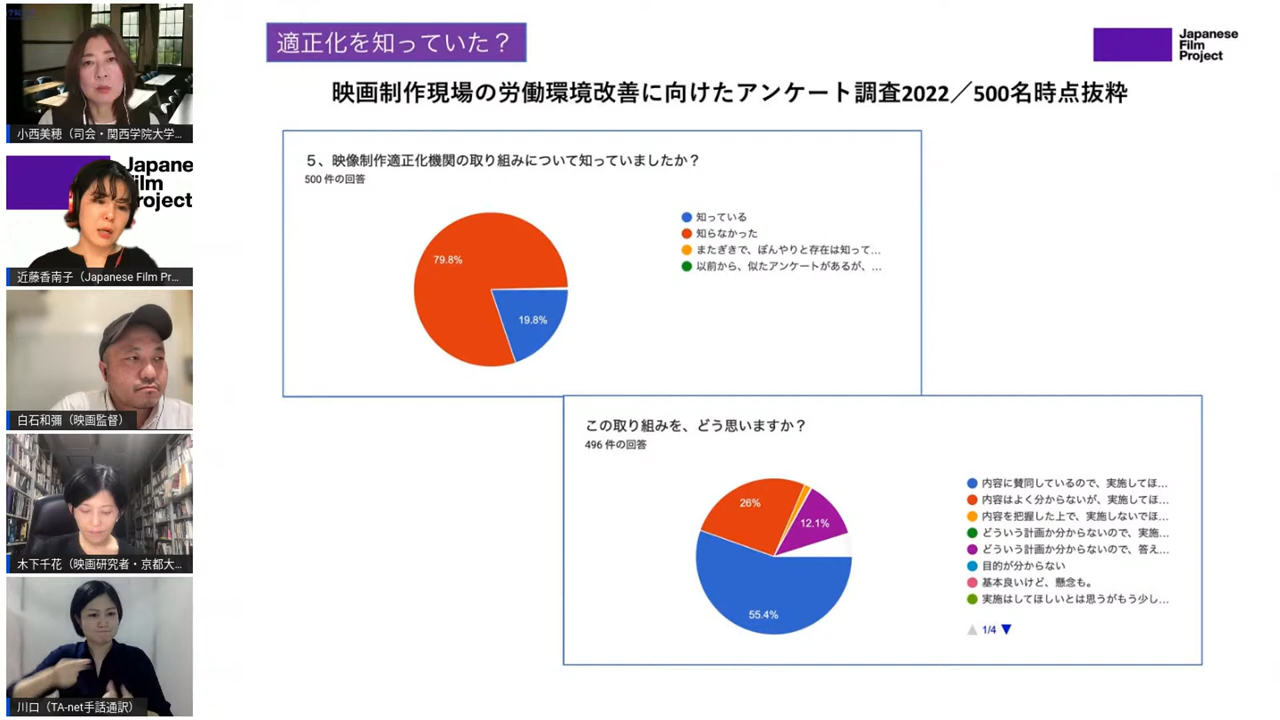 小西美穂（司会・関西学院大学...
Japanese
Film
Project
近藤香南子（Japanese Film Pr...
白石和彌（映画監督）
木下千花（映画研究者・京都大...
川口（TA-net手話通訳）
適正化を知っていた？
Japanese
Film
Project
映画制作現場の労働環境改善に向けたアンケート調査2022／500名時点抜粋
５、映像制作適正化機関の取り組みについて知っていましたか？
500 件の回答
79.8%
19.8%
知っている
知らなかった
またぎきで、ぼんやりと存在は知って...
以前から、似たアンケートがあるが、...
この取り組みを、どう思いますか？
496 件の回答
26%
12.1%
55.4%
内容に賛同しているので、実施してほ...
内容はよく分からないが、実施してほ...
内容を把握した上で、実施しないでほ...
どういう計画か分からないので、実施...
どういう計画か分からないので、答え...
目的が分からない
基本良いけど、懸念も。
実施はしてほしいとは思うがもう少し...
1/4